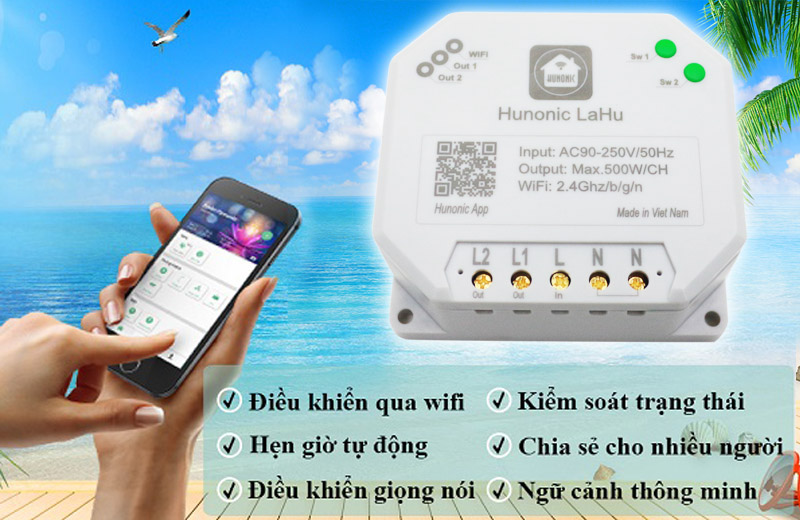 WiFi
Out 1
Out 2
HUNONIC
Sw 1
Sw 2
Hunonic LaHu
Input: AC90-250V/50Hz
Output: Max.500W/CH
WiFi: 2.4Ghz/b/g/n
Hunonic App
Made in Viet Nam
L2 L1 L N N
Out Out In
Điều khiển qua wifi
Kiểm soát trạng thái
Hẹn giờ tự động
Chia sẻ cho nhiều người
Điều khiển giọng nói
Ngữ cảnh thông minh